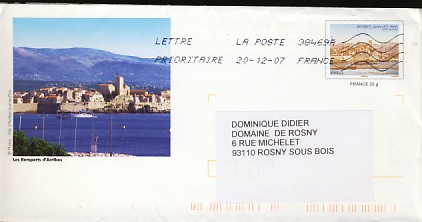 LETTRE LA POSTE 38469A
PRIORITAIRE 20-12-07 FRANCE
FRANCE 20 g
DOMINIQUE DIDIER
DOMAINE DE ROSNY
6 RUE MICHELET
93110 ROSNY SOUS BOIS
Les Remparts d'Antibes